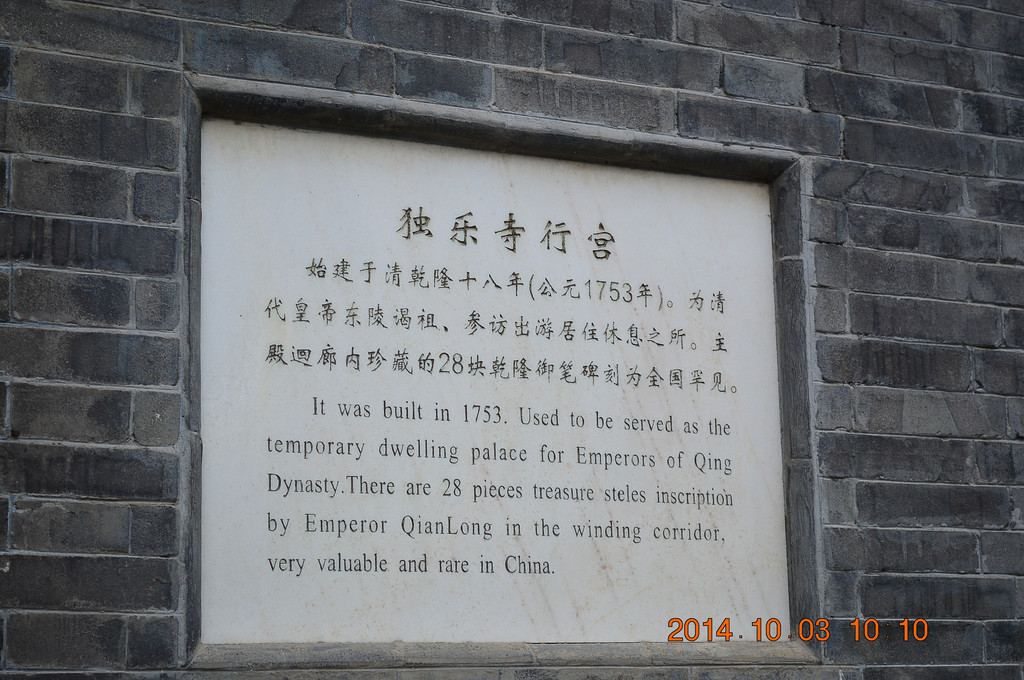 独乐寺行宫
始建于清乾隆十八年(公元1753年)。为清
代皇帝东陵谒祖、参访出游居住休息之所。主
殿迴廊内珍藏的28块乾隆御笔碑刻为全国罕见。
It was built in 1753. Used to be served as the
temporary dwelling palace for Emperors of Qing
Dynasty.There are 28 pieces treasure steles inscription
by Emperor QianLong in the winding corridor,
very valuable and rare in China.
2014.10.03 10:10